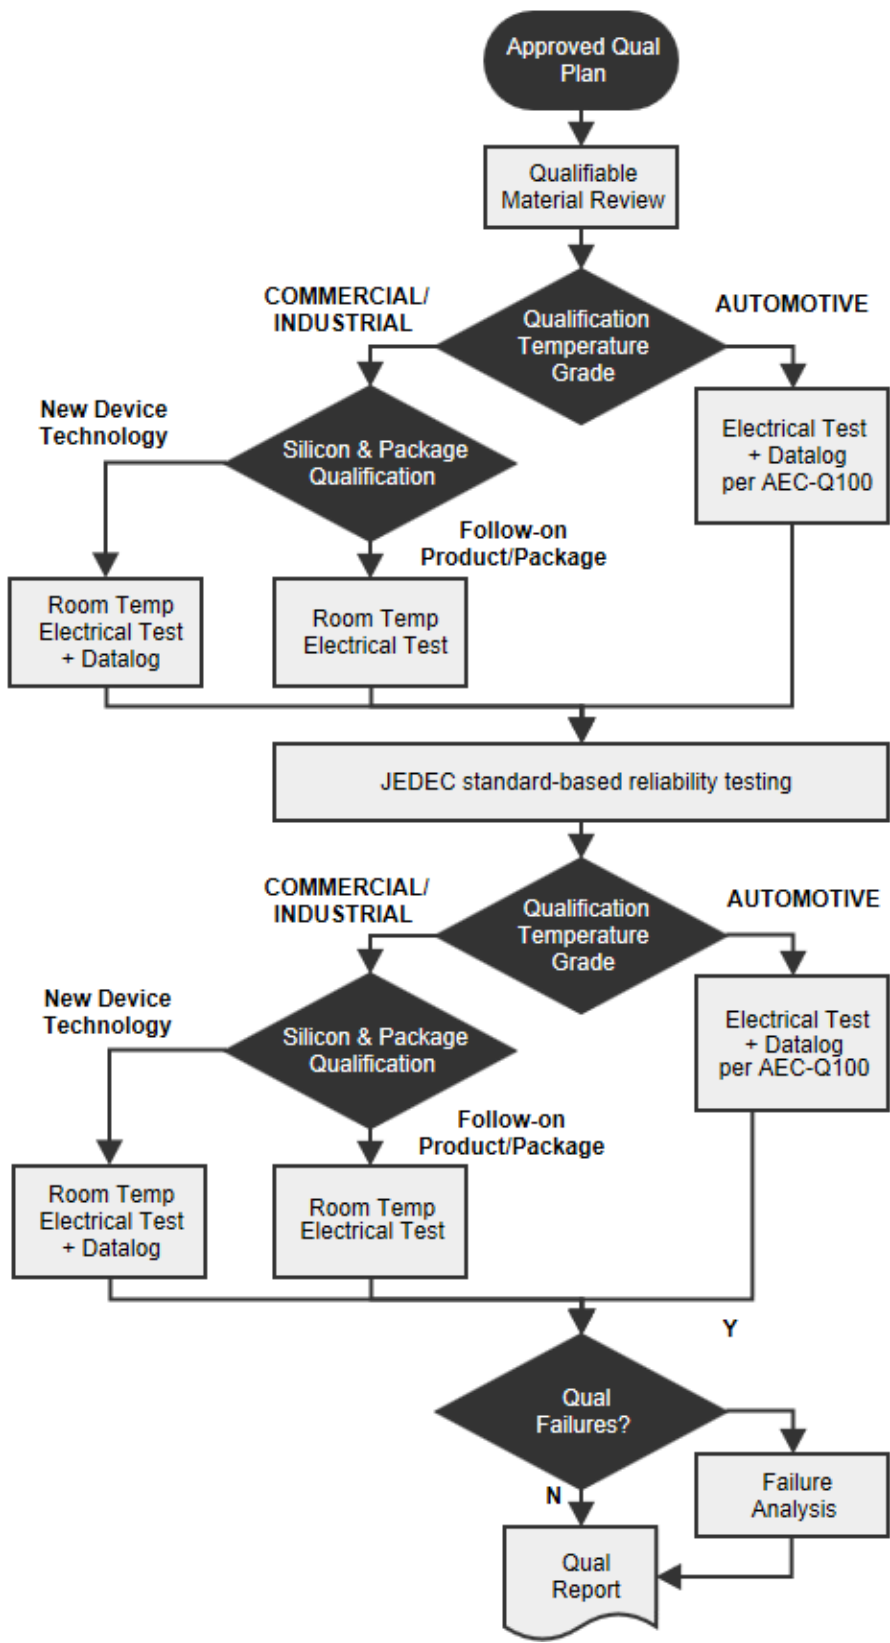 Approved Qual
Plan
Qualifiable
Material Review
COMMERCIAL/
INDUSTRIAL
Qualification
Temperature
Grade
AUTOMOTIVE
New Device
Technology
Silicon & Package
Qualification
Electrical Test
+ Datalog
per AEC-Q100
Follow-on
Product/Package
Room Temp
Electrical Test
+ Datalog
Room Temp
Electrical Test
JEDEC standard-based reliability testing
COMMERCIAL/
INDUSTRIAL
Qualification
Temperature
Grade
AUTOMOTIVE
New Device
Technology
Silicon & Package
Qualification
Electrical Test
+ Datalog
per AEC-Q100
Follow-on
Product/Package
Room Temp
Electrical Test
+ Datalog
Room Temp
Electrical Test
Y
Qual
Failures?
N
Failure
Analysis
Qual
Report